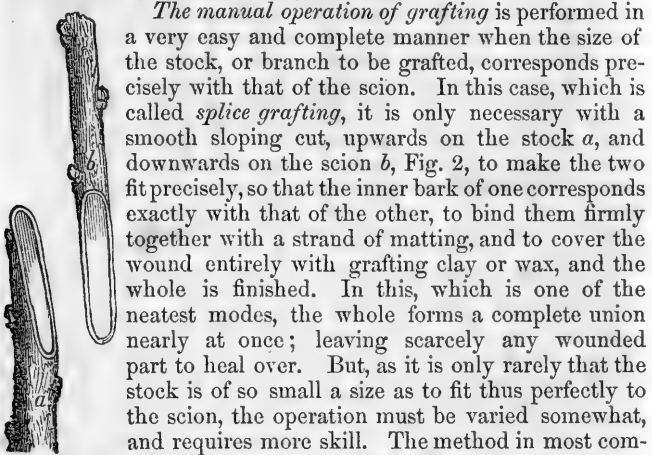 The manual operation of grafting is performed in
a very easy and complete manner when the size of
the stock, or branch to be grafted, corresponds pre-
cisely with that of the scion. In this case, which is
called splice grafting, it is only necessary with a
smooth sloping cut, upwards on the stock a, and
downwards on the scion b, Fig. 2, to make the two
fit precisely, so that the inner bark of one corresponds
exactly with that of the other, to bind them firmly
together with a strand of matting, and to cover the
wound entirely with grafting clay or wax, and the
whole is finished. In this, which is one of the
neatest modes, the whole forms a complete union
nearly at once; leaving scarcely any wounded
part to heal over. But, as it is only rarely that the
stock is of so small a size as to fit thus perfectly to
the scion, the operation must be varied somewhat,
and requires more skill. The method in most com-
b
a